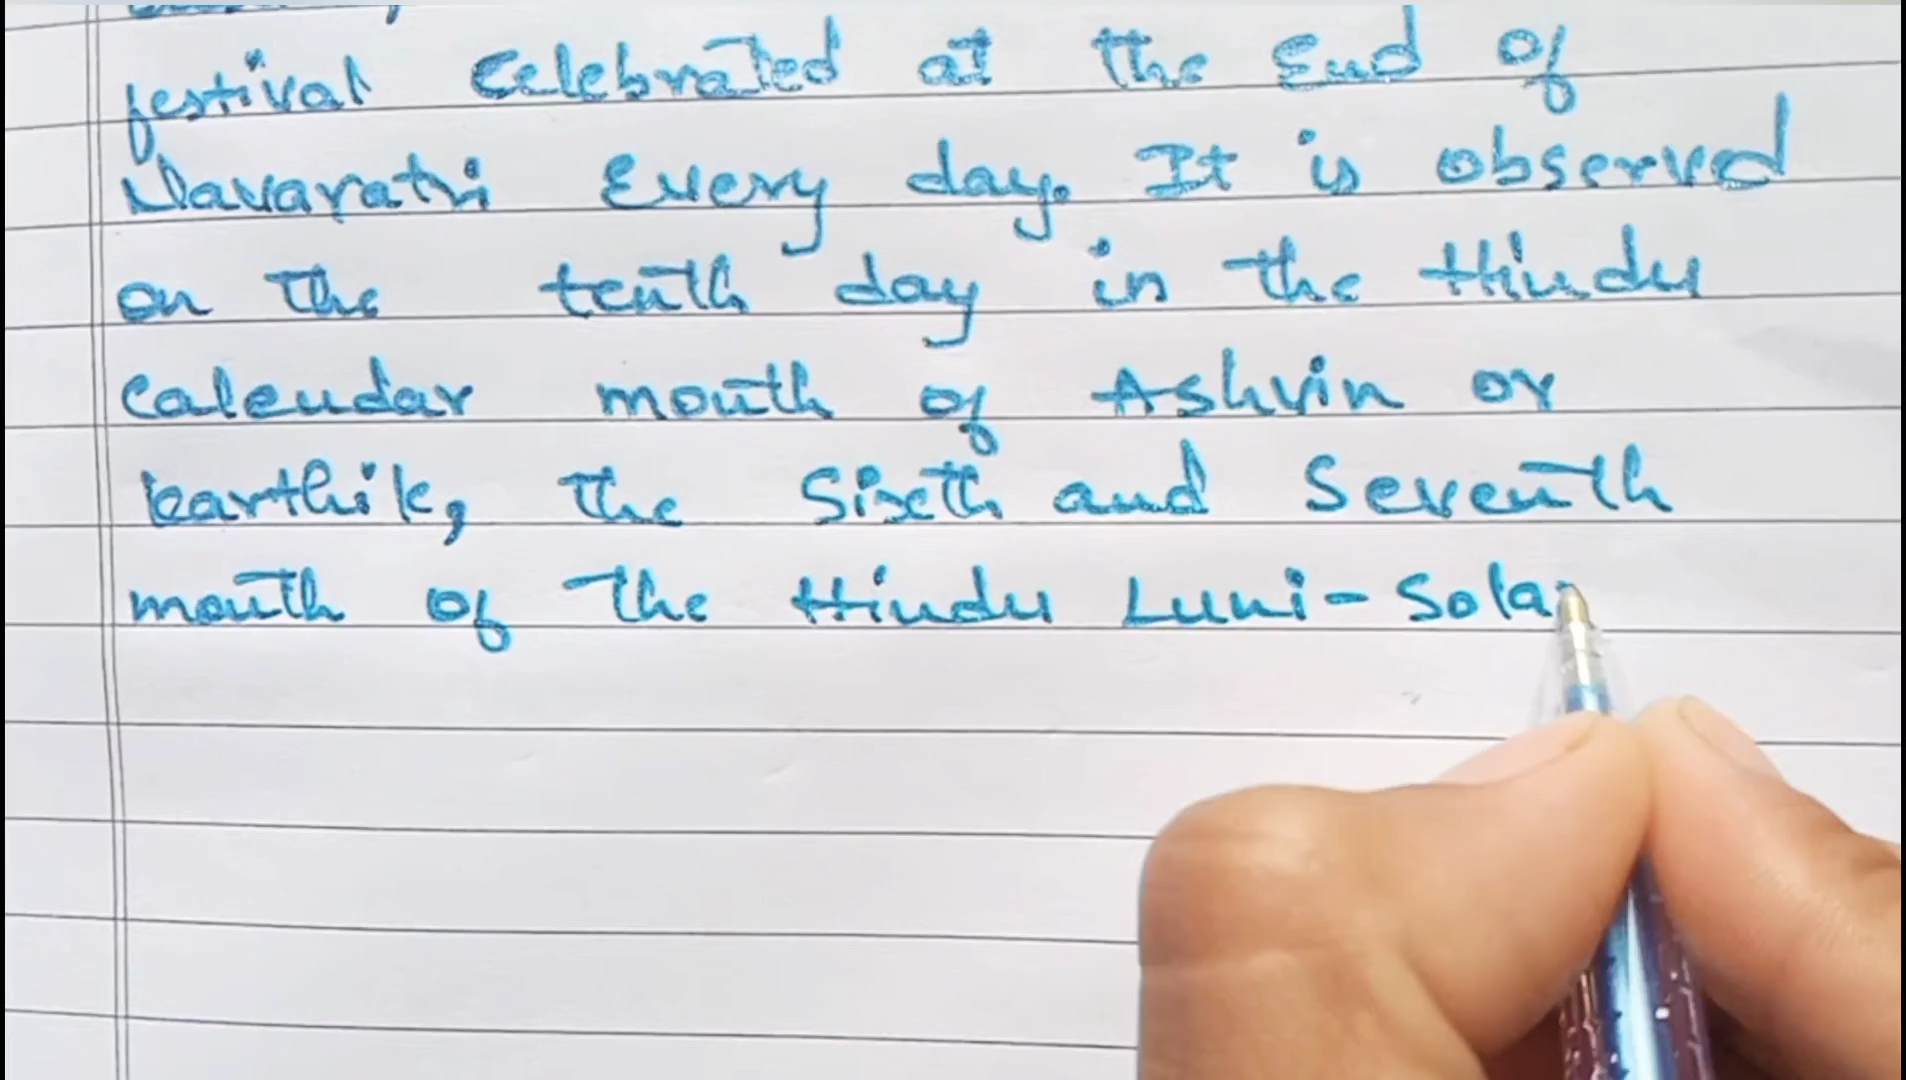 festival Celebrated at the End of
Navaratri Every day. It is observed
on the tenth day in the Hindu
Calendar month of Ashvin or
karthik, the Sixth and Seventh
month of the Hindu Luni-Sola